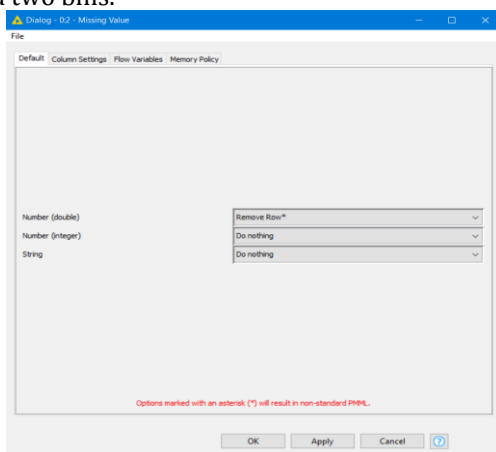 two bins.
Dialog - 0:2 - Missing Value
File
Default Column Settings Flow Variables Memory Policy
Number (double) Remove Row*
Number (integer) Do nothing
String Do nothing
Options marked with an asterisk (*) will result in non-standard PMML.
OK Apply Cancel ?